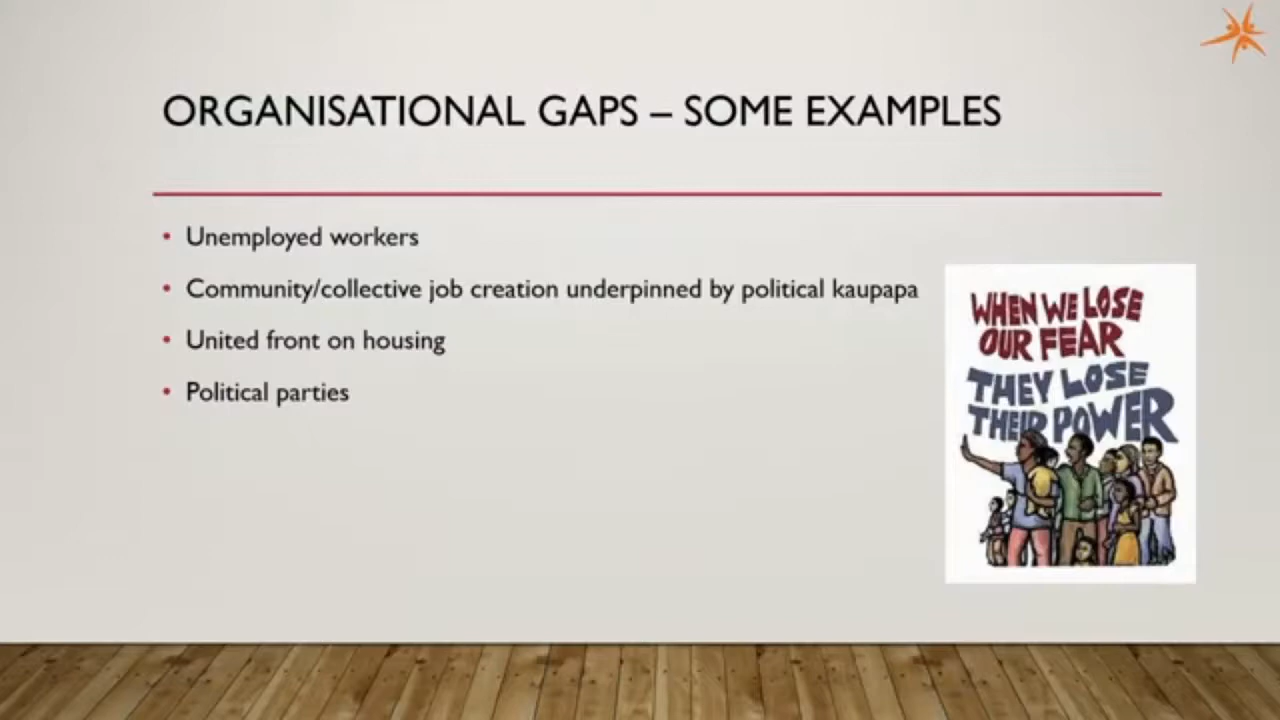 ORGANISATIONAL GAPS – SOME EXAMPLES
• Unemployed workers
• Community/collective job creation underpinned by political kaupapa
• United front on housing
• Political parties
WHEN WE LOSE
OUR FEAR
THEY LOSE
THEIR POWER